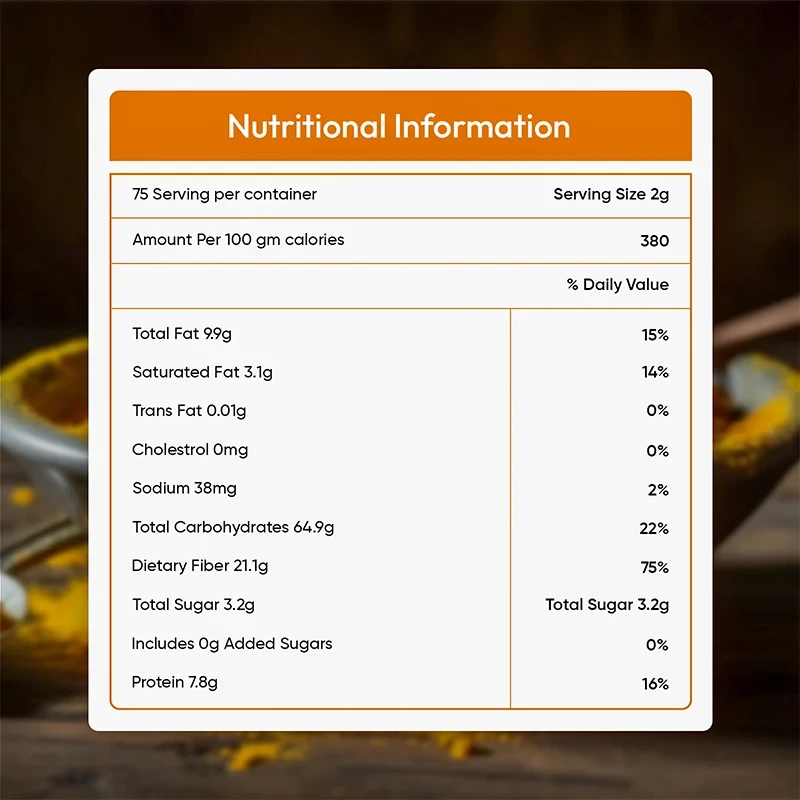 Nutritional Information
75 Serving per container Serving Size 2g
Amount Per 100 gm calories 380
% Daily Value
Total Fat 9.9g 15%
Saturated Fat 3.1g 14%
Trans Fat 0.01g 0%
Cholestrol 0mg 0%
Sodium 38mg 2%
Total Carbohydrates 64.9g 22%
Dietary Fiber 21.1g 75%
Total Sugar 3.2g Total Sugar 3.2g
Includes 0g Added Sugars 0%
Protein 7.8g 16%